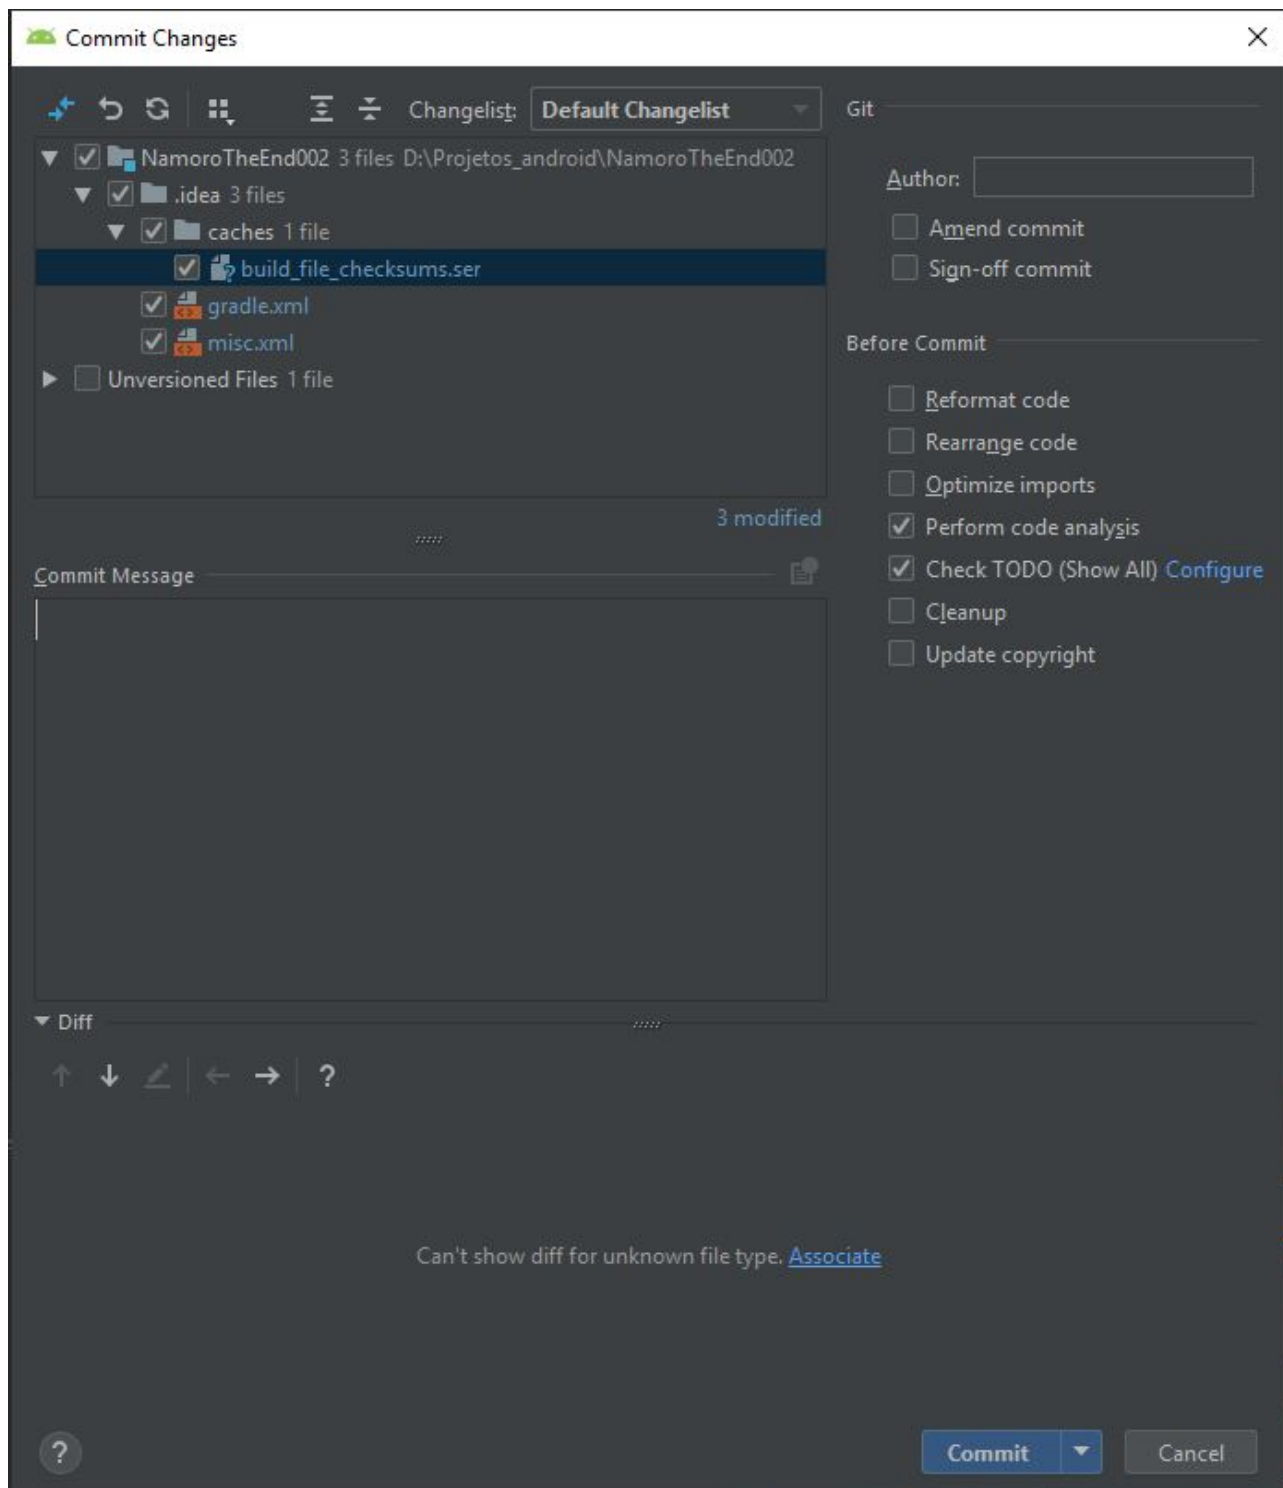 Commit Changes
Changelist: Default Changelist
NamoroTheEnd002 3 files D:\Projetos_android\NamoroTheEnd002
.idea 3 files
caches 1 file
build_file_checksums.ser
gradle.xml
misc.xml
Unversioned Files 1 file
3 modified
Commit Message
Git
Author:
Amend commit
Sign-off commit
Before Commit
Reformat code
Rearrange code
Optimize imports
Perform code analysis
Check TODO (Show All) Configure
Cleanup
Update copyright
Diff
?
Can't show diff for unknown file type. Associate
?
Commit
Cancel